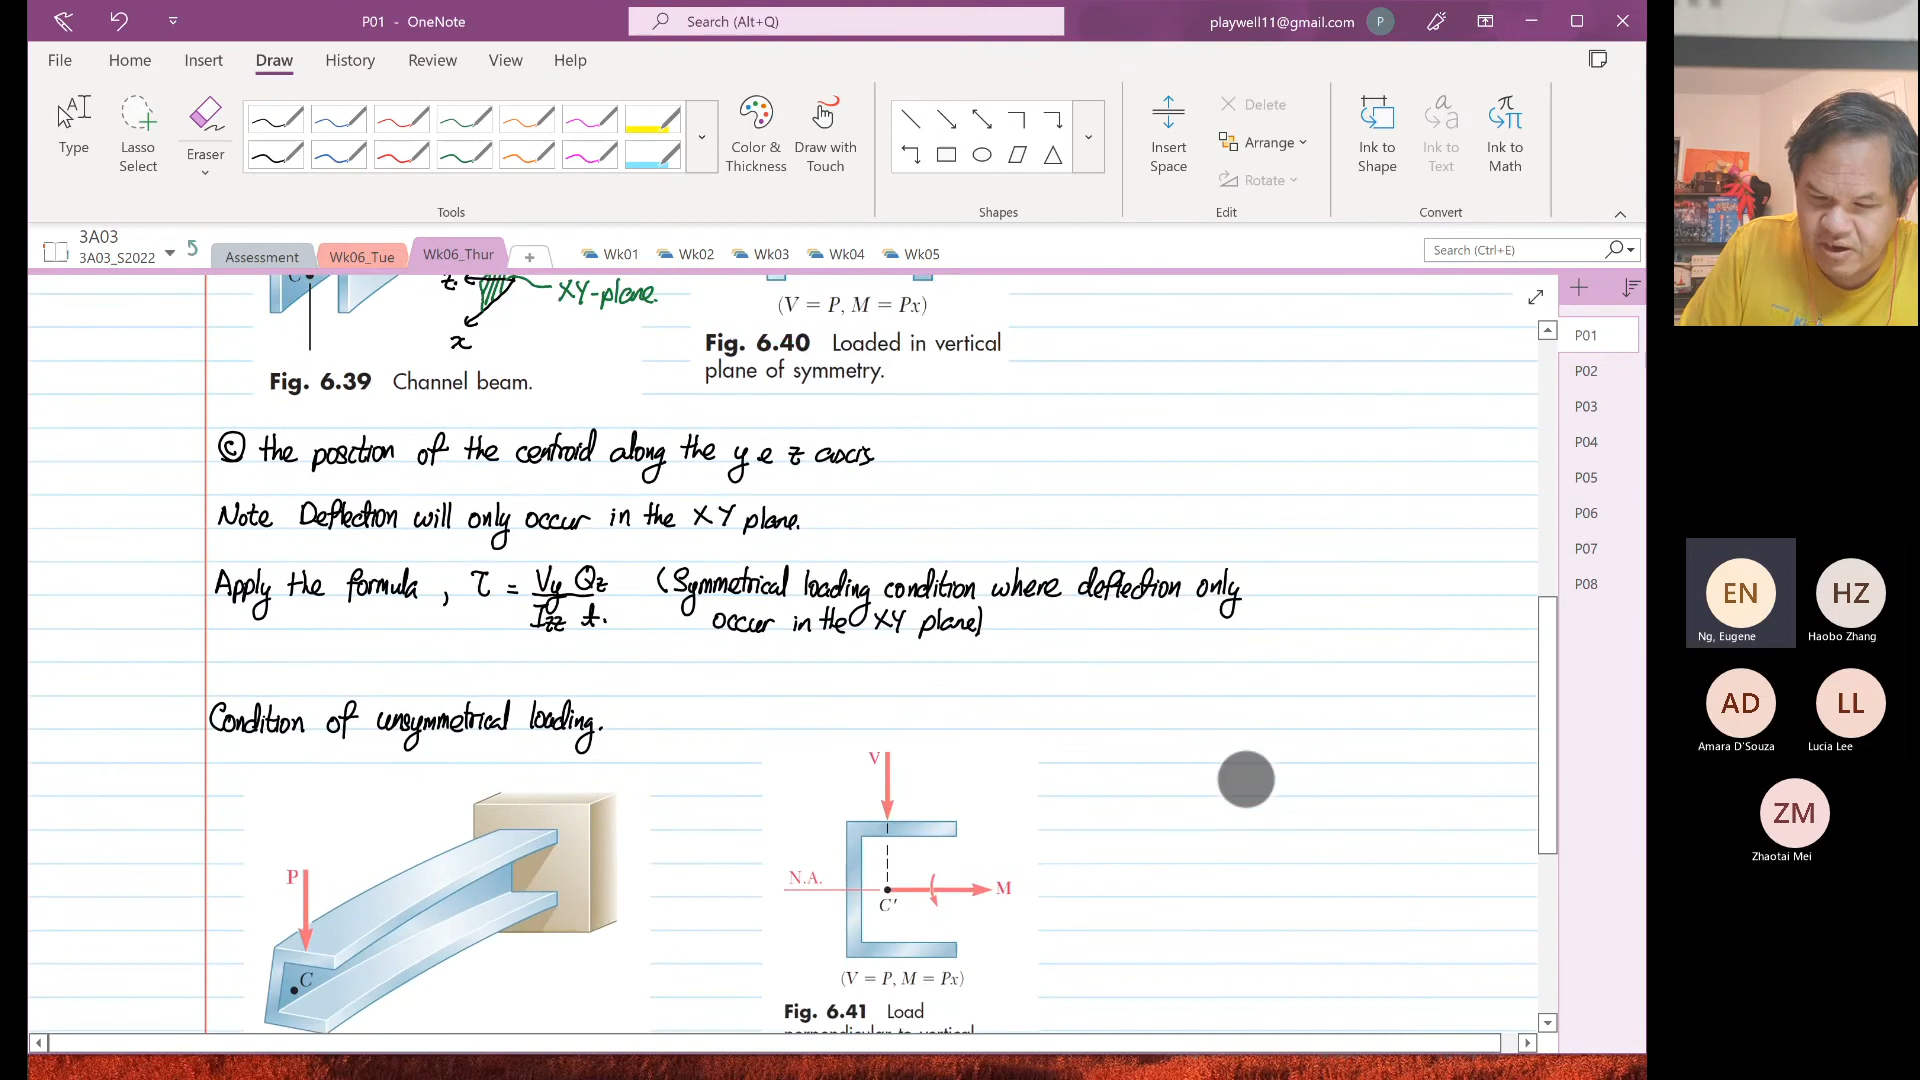 P01 - OneNote
Search (Alt+Q)
playwell11@gmail.com
P
File Home Insert Draw History Review View Help
Type
Lasso Select
Eraser
Color & Thickness
Draw with Touch
Insert Space
Delete
Arrange
Rotate
Ink to Shape
Ink to Text
Ink to Math
Tools
Shapes
Edit
Convert
3A03
3A03_S2022
Assessment
Wk06_Tue
Wk06_Thur
Wk01
Wk02
Wk03
Wk04
Wk05
Search (Ctrl+E)
P01
P02
P03
P04
P05
P06
P07
P08
C
z
x
XY-plane.
Fig. 6.39 Channel beam.
(V = P, M = Px)
Fig. 6.40 Loaded in vertical
plane of symmetry.
© the position of the centroid along the y & z axis
Note Deflection will only occur in the XY plane.
Apply the formula, τ = Vy Qz / Izz t. (Symmetrical loading condition where deflection only
occur in the XY plane)
Condition of unsymmetrical loading.
P
C
V
N.A.
C′
M
(V = P, M = Px)
Fig. 6.41 Load
perpendicular to vertical
EN
Ng, Eugene
HZ
Haobo Zhang
AD
Amara D'Souza
LL
Lucia Lee
ZM
Zhaotai Mei